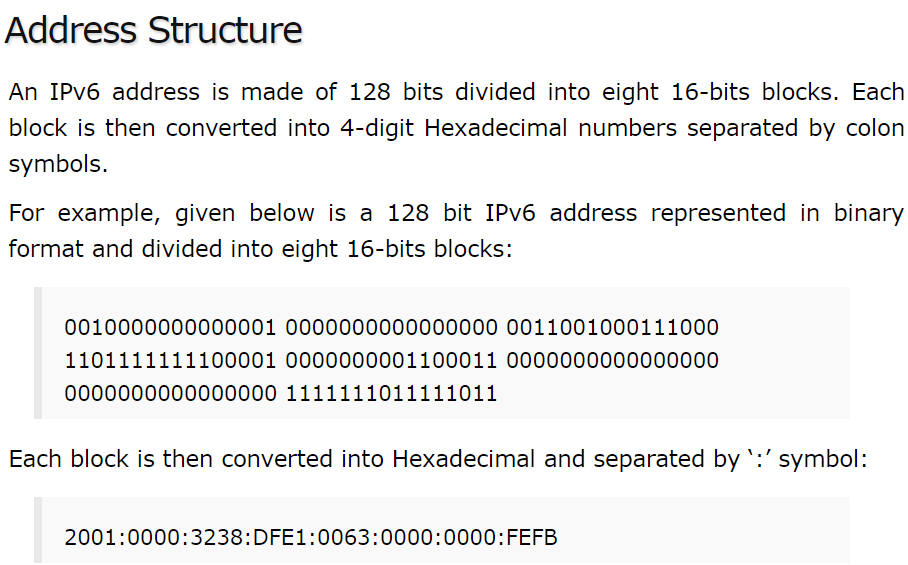 Address Structure
An IPv6 address is made of 128 bits divided into eight 16-bits blocks. Each
block is then converted into 4-digit Hexadecimal numbers separated by colon
symbols.
For example, given below is a 128 bit IPv6 address represented in binary
format and divided into eight 16-bits blocks:
0010000000000001 0000000000000000 0011001000111000
1101111111100001 0000000001100011 0000000000000000
0000000000000000 1111111011111011
Each block is then converted into Hexadecimal and separated by ‘:’ symbol:
2001:0000:3238:DFE1:0063:0000:0000:FEFB